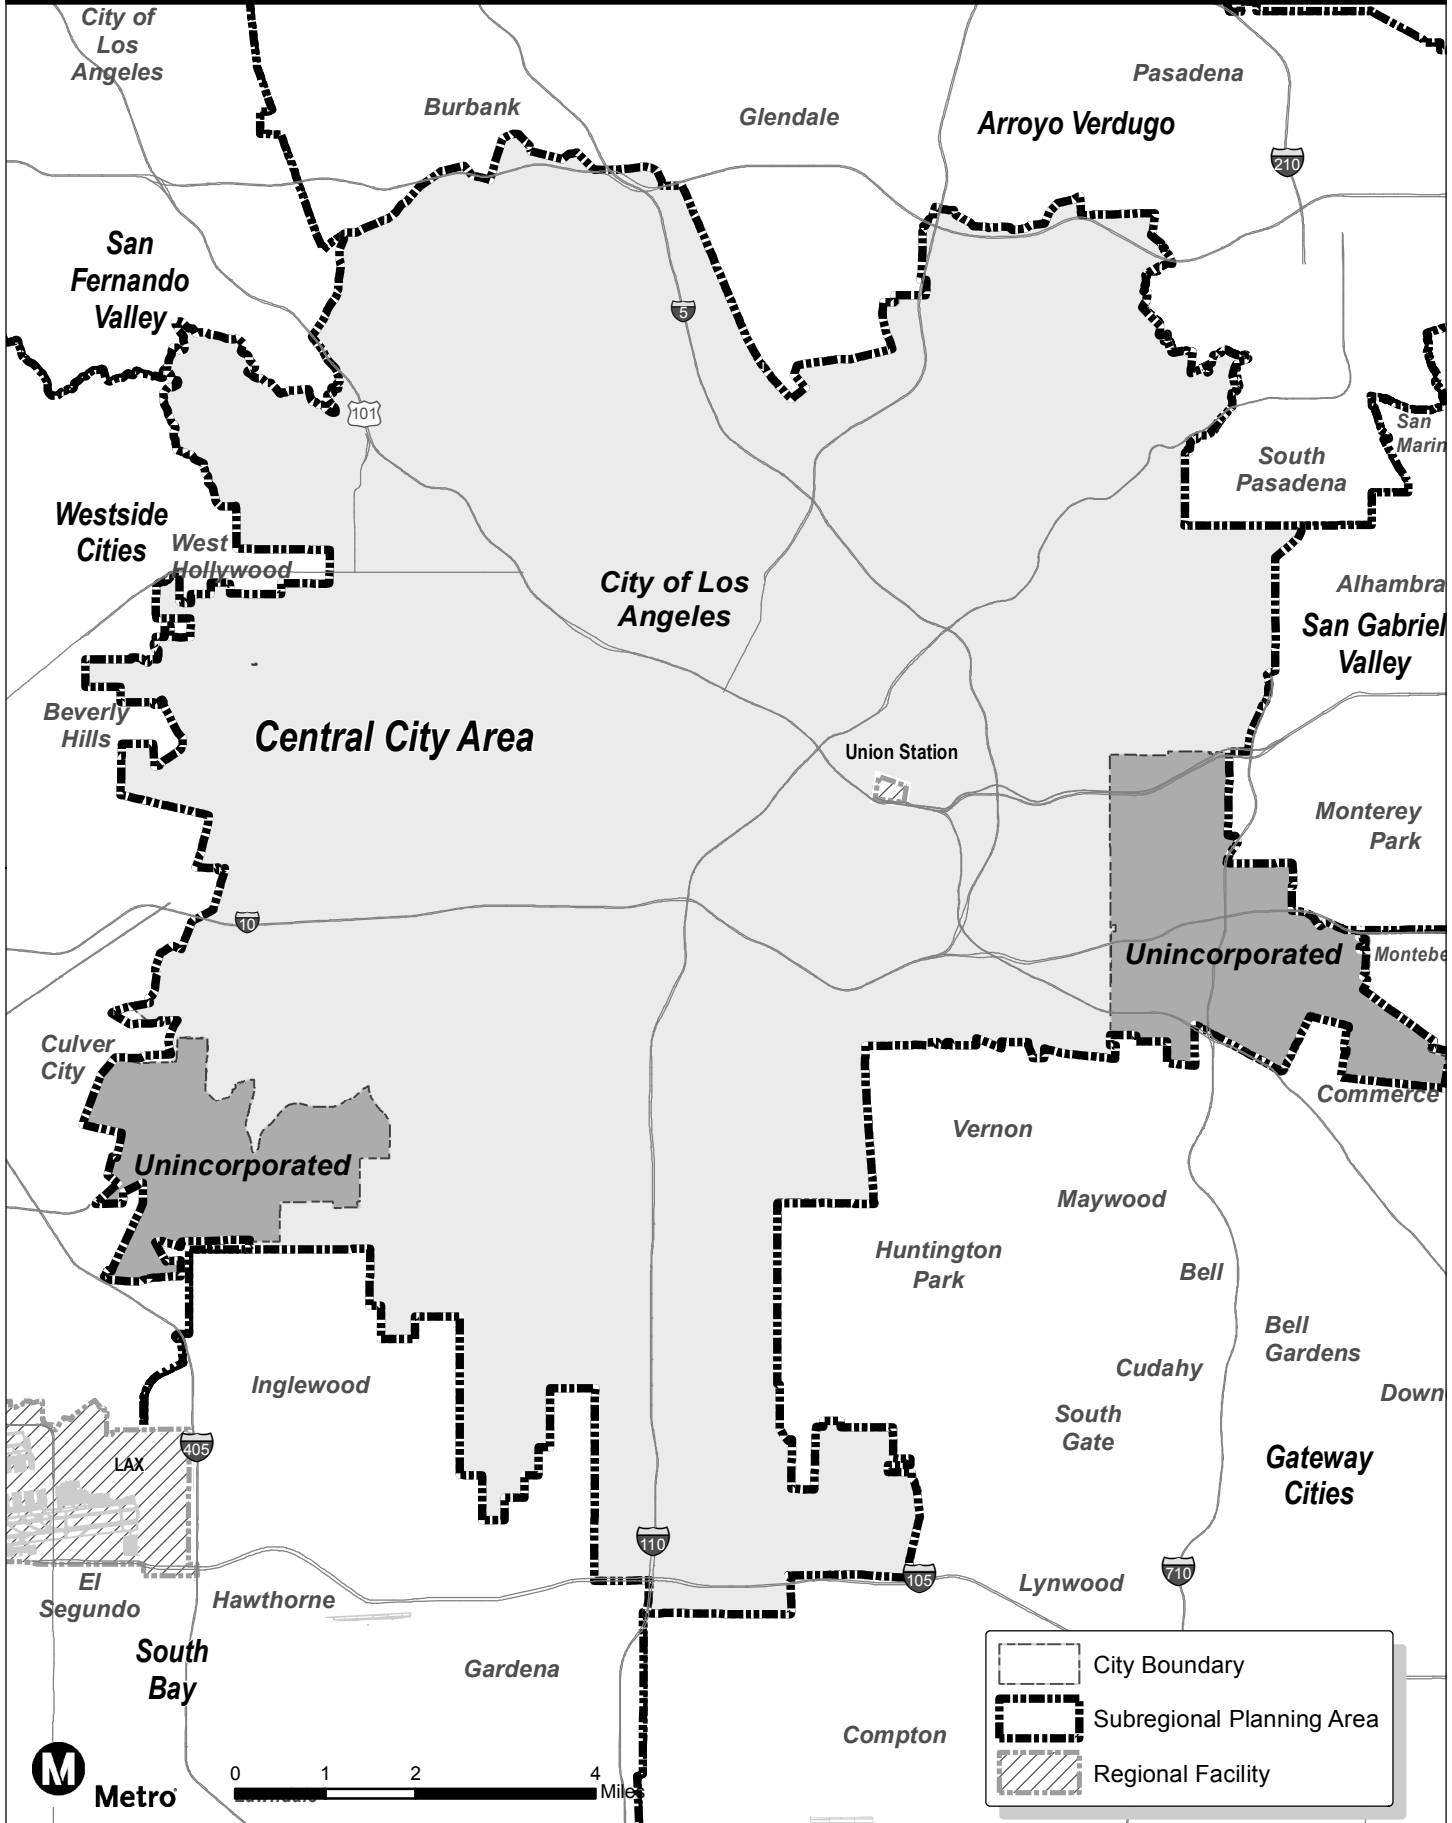 City of
Los
Angeles
Burbank
Glendale
Pasadena
Arroyo Verdugo
210
San
Fernando
Valley
5
101
San
Marin
South
Pasadena
Westside
Cities
West
Hollywood
City of Los
Angeles
Alhambra
San Gabriel
Valley
Beverly
Hills
Central City Area
Union Station
Monterey
Park
10
Unincorporated
Montebe
Culver
City
Commerce
Vernon
Unincorporated
Maywood
Huntington
Park
Bell
Bell
Gardens
Inglewood
Cudahy
Down
South
Gate
405
LAX
Gateway
Cities
110
105
710
El
Segundo
Hawthorne
Lynwood
South
Bay
Gardena
Compton
City Boundary
Subregional Planning Area
Regional Facility
M
Metro
0 1 2 4
Miles